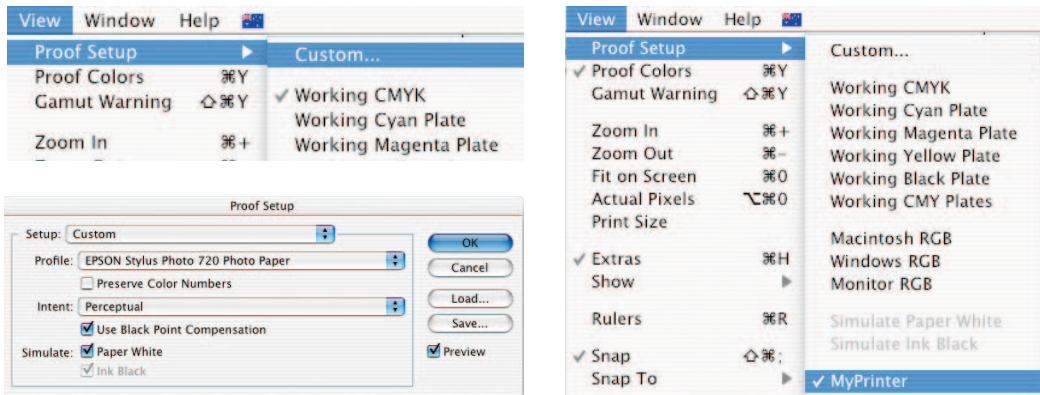 View Window Help
Proof Setup
Proof Colors ⌘Y
Gamut Warning ⇧⌘Y
Zoom In ⌘+
Custom...
✓ Working CMYK
Working Cyan Plate
Working Magenta Plate
Proof Setup
Setup: Custom
Profile: EPSON Stylus Photo 720 Photo Paper
Preserve Color Numbers
Intent: Perceptual
Use Black Point Compensation
Simulate: Paper White
Ink Black
OK
Cancel
Load...
Save...
Preview
View Window Help
Proof Setup
✓ Proof Colors ⌘Y
Gamut Warning ⇧⌘Y
Zoom In ⌘+
Zoom Out ⌘-
Fit on Screen ⌘0
Actual Pixels ⌥⌘0
Print Size
✓ Extras ⌘H
Show
Rulers ⌘R
✓ Snap ⇧⌘;
Snap To
Custom...
Working CMYK
Working Cyan Plate
Working Magenta Plate
Working Yellow Plate
Working Black Plate
Working CMY Plates
Macintosh RGB
Windows RGB
Monitor RGB
Simulate Paper White
Simulate Ink Black
✓ MyPrinter